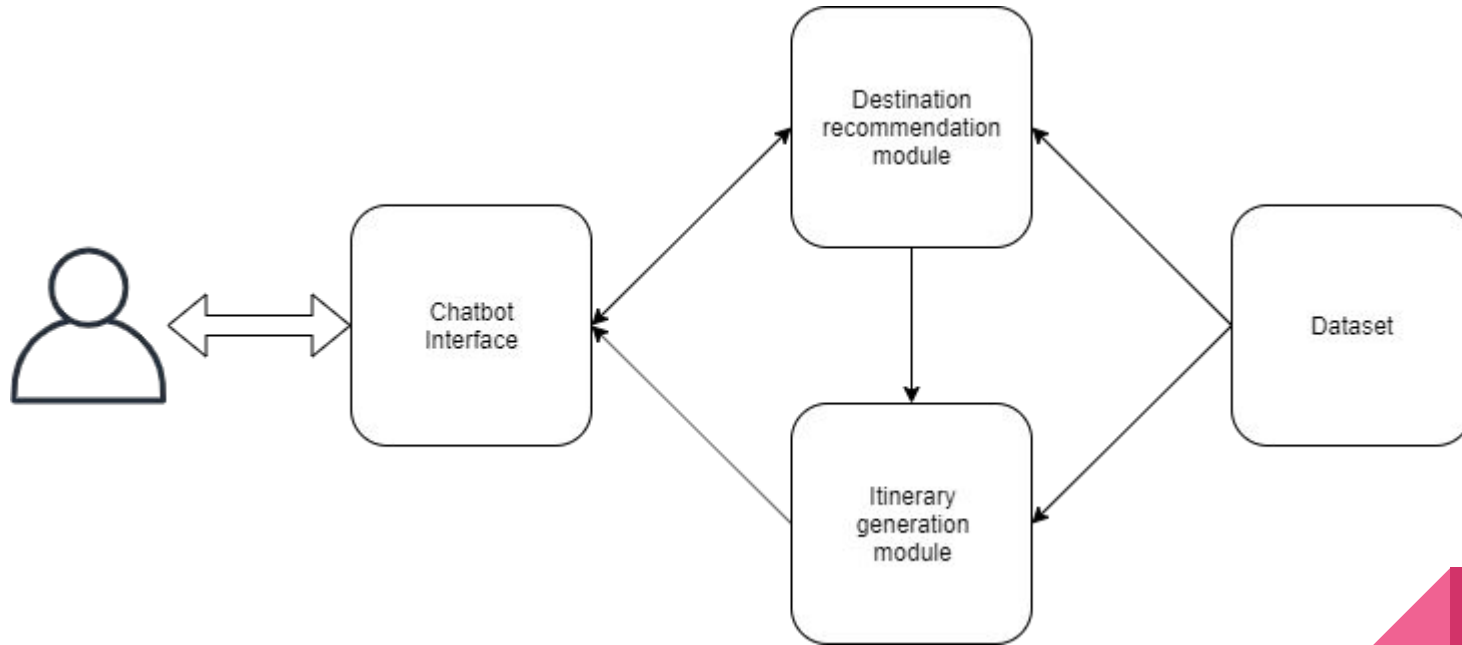 Destination
recommendation
module
Chatbot
Interface
Dataset
Itinerary
generation
module